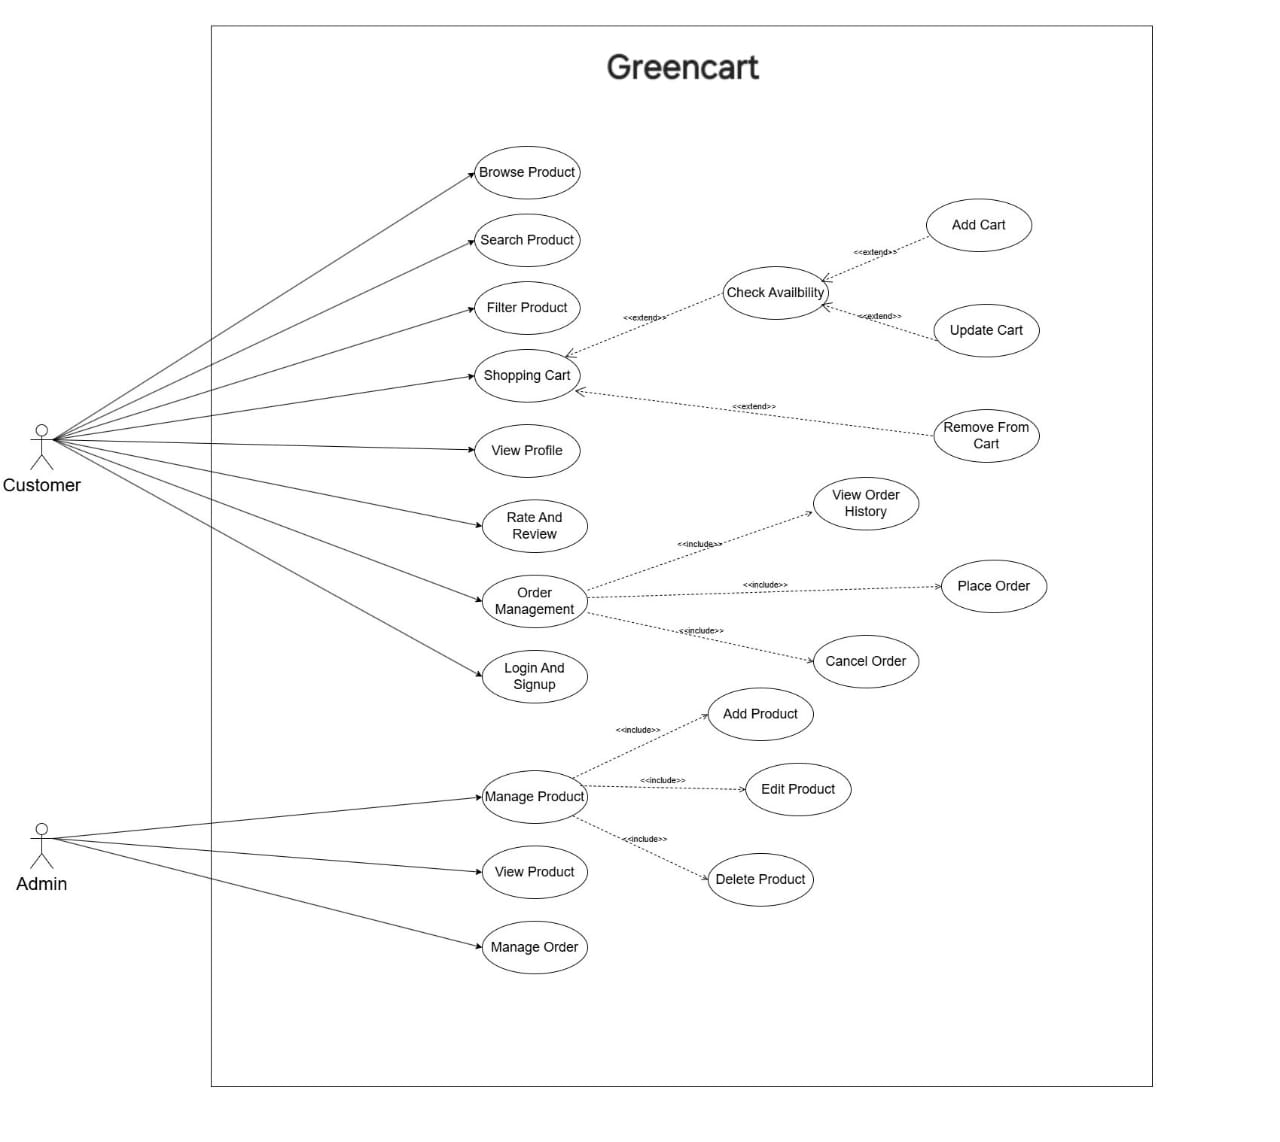 Greencart
Browse Product
Search Product
Filter Product
Shopping Cart
View Profile
Rate And
Review
Order
Management
Login And
Signup
Customer
<<extend>>
Check Availbility
<<extend>>
Add Cart
<<extend>>
Update Cart
<<extend>>
Remove From
Cart
<<include>>
View Order
History
<<include>>
Place Order
<<include>>
Cancel Order
Admin
Manage Product
View Product
Manage Order
<<include>>
Add Product
<<include>>
Edit Product
<<include>>
Delete Product